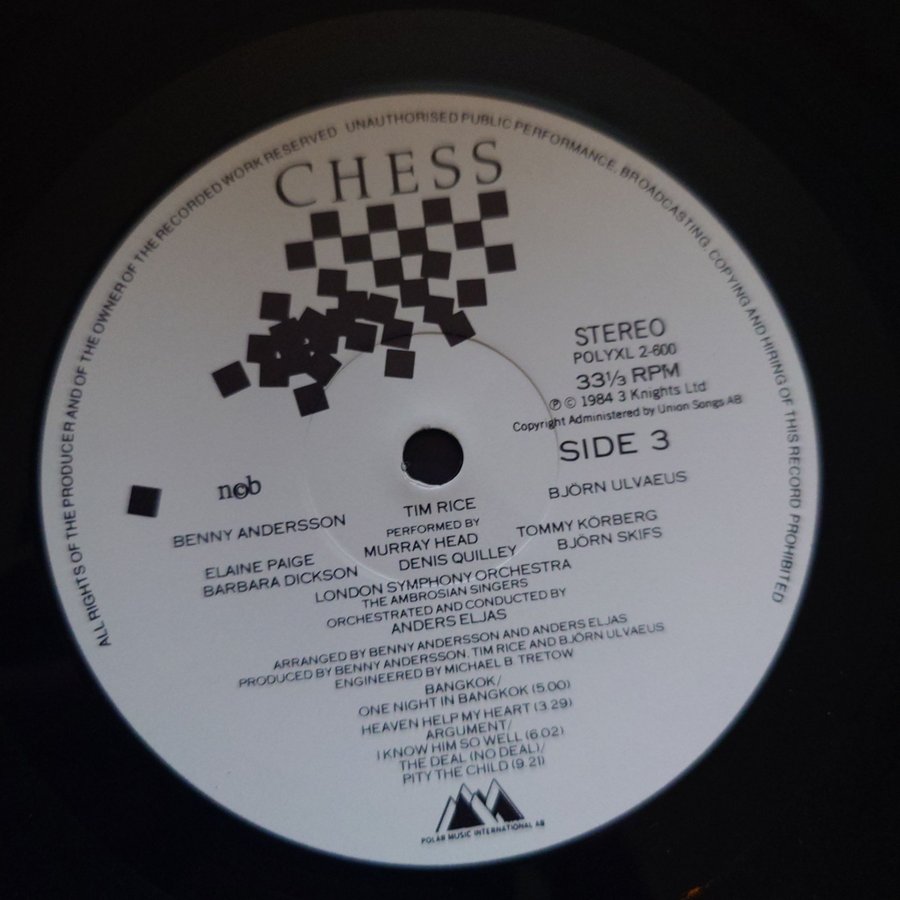 ALL RIGHTS OF THE PRODUCER AND OF THE OWNER OF THE RECORDED WORK RESERVED UNAUTHORISED PUBLIC PERFORMANCE, BROADCASTING, COPYING AND HIRING OF THIS RECORD PROHIBITED
CHESS
STEREO
POLYXL 2-600
33⅓ RPM
Ⓟ © 1984 3 Knights Ltd
Copyright Administered by Union Songs AB
SIDE 3
n©b
BENNY ANDERSSON TIM RICE BJÖRN ULVAEUS
PERFORMED BY
ELAINE PAIGE MURRAY HEAD TOMMY KÖRBERG
BARBARA DICKSON DENIS QUILLEY BJÖRN SKIFS
LONDON SYMPHONY ORCHESTRA
THE AMBROSIAN SINGERS
ORCHESTRATED AND CONDUCTED BY
ANDERS ELJAS
ARRANGED BY BENNY ANDERSSON AND ANDERS ELJAS
PRODUCED BY BENNY ANDERSSON, TIM RICE AND BJÖRN ULVAEUS
ENGINEERED BY MICHAEL B. TRETOW
BANGKOK/
ONE NIGHT IN BANGKOK (5.00)
HEAVEN HELP MY HEART (3.29)
ARGUMENT/
I KNOW HIM SO WELL (6.02)
THE DEAL (NO DEAL)/
PITY THE CHILD (9.21)
POLAR MUSIC INTERNATIONAL AB